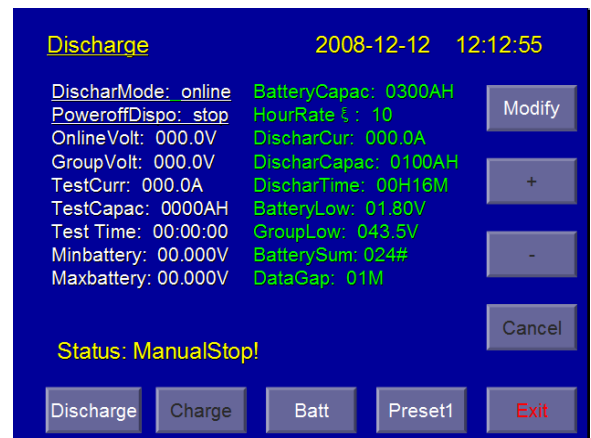 Discharge 2008-12-12 12:12:55
DischarMode: online BatteryCapac: 0300AH
PoweroffDispo: stop HourRate ξ: 10
OnlineVolt: 000.0V DischarCur: 000.0A
GroupVolt: 000.0V DischarCapac: 0100AH
TestCurr: 000.0A DischarTime: 00H16M
TestCapac: 0000AH BatteryLow: 01.80V
Test Time: 00:00:00 GroupLow: 043.5V
Minbattery: 00.000V BatterySum: 024#
Maxbattery: 00.000V DataGap: 01M
Modify
+
-
Cancel
Status: ManualStop!
Discharge Charge Batt Preset1 Exit